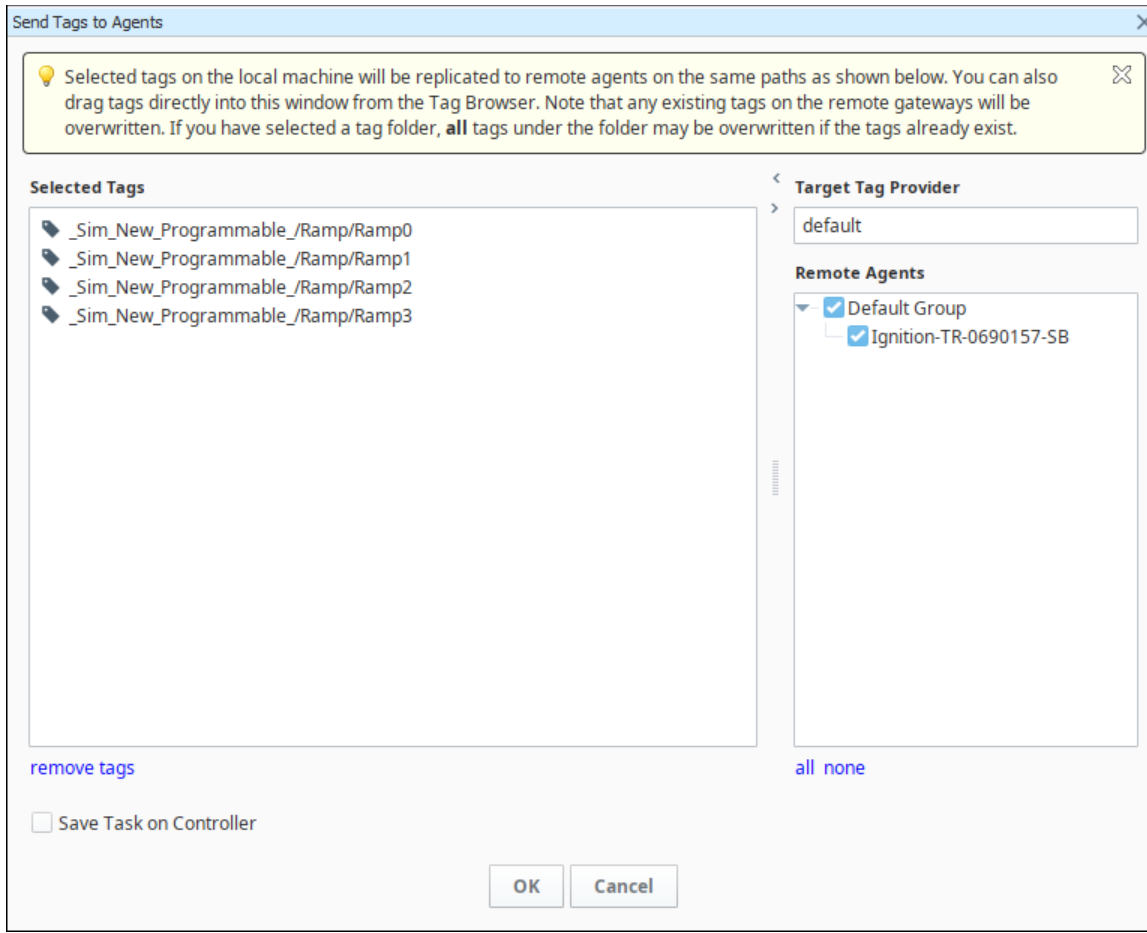 Send Tags to Agents
Selected tags on the local machine will be replicated to remote agents on the same paths as shown below. You can also
drag tags directly into this window from the Tag Browser. Note that any existing tags on the remote gateways will be
overwritten. If you have selected a tag folder, all tags under the folder may be overwritten if the tags already exist.
Selected Tags
_Sim_New_Programmable_/Ramp/Ramp0
_Sim_New_Programmable_/Ramp/Ramp1
_Sim_New_Programmable_/Ramp/Ramp2
_Sim_New_Programmable_/Ramp/Ramp3
remove tags
Target Tag Provider
default
Remote Agents
Default Group
Ignition-TR-0690157-SB
all none
Save Task on Controller
OK Cancel